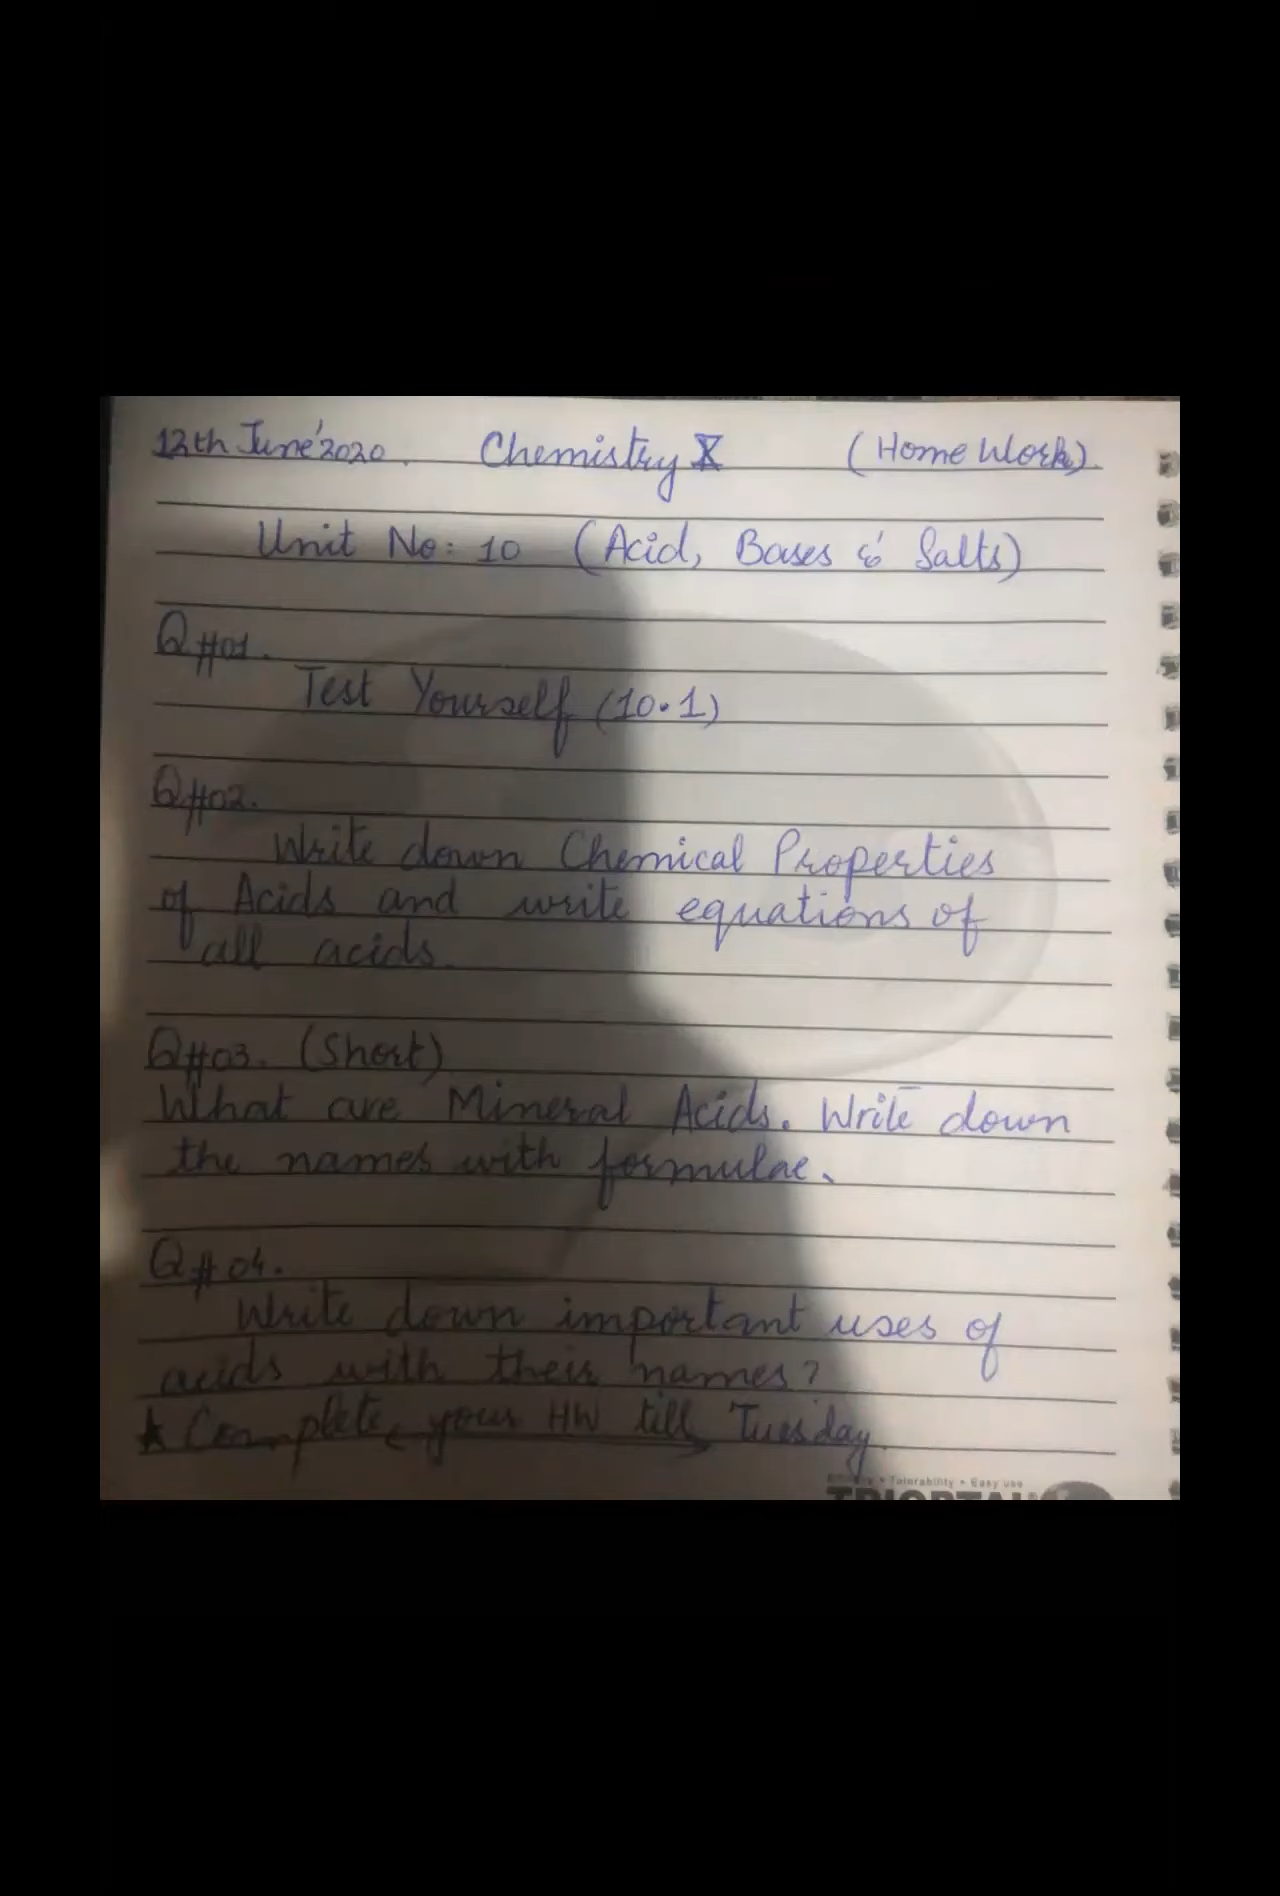 12th June'2020. Chemistry X (Home Work).
Unit No: 10 (Acid, Bases & Salts)
Q#01.
Test Yourself (10.1)
Q#02.
Write down Chemical Properties
of Acids and write equations of
all acids.
Q#03. (Short)
What are Mineral Acids. Write down
the names with formulae.
Q#04.
Write down important uses of
acids with their names?
★ Complete your HW till Tuesday.
• Tolerability • Easy use